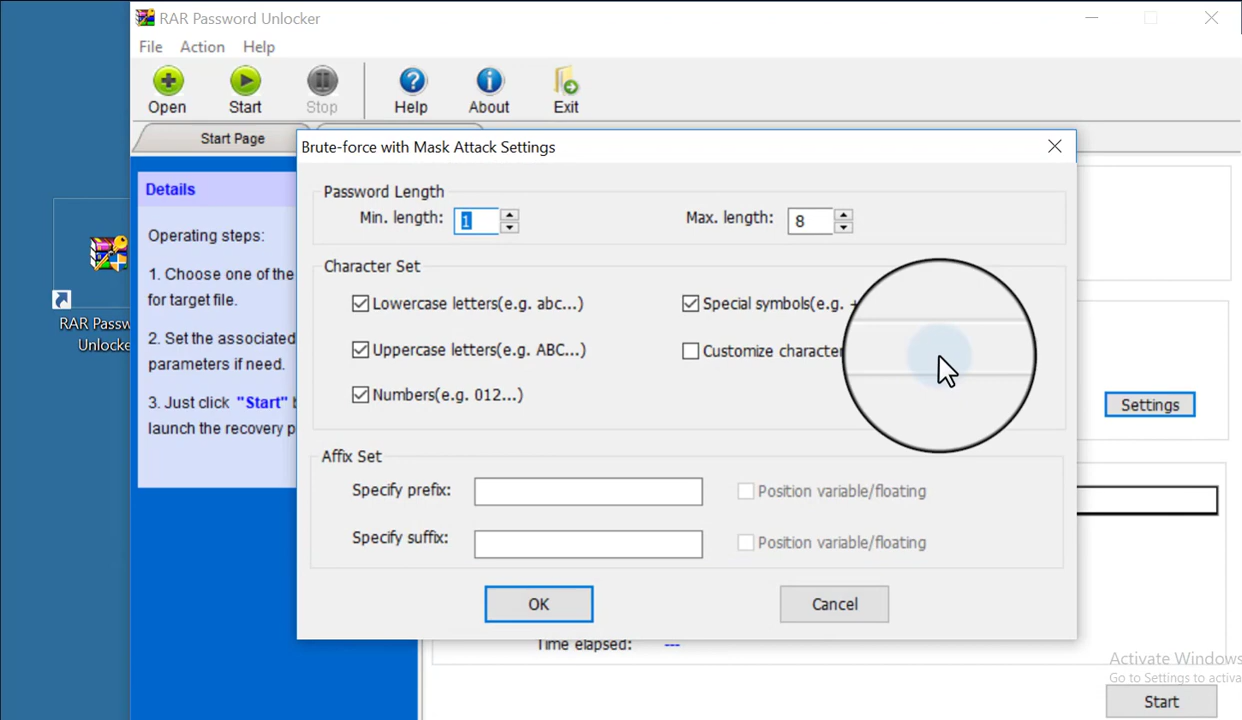 RAR Password Unlocker
File Action Help
Open Start Stop Help About Exit
Start Page
Brute-force with Mask Attack Settings
Details
Operating steps:
1. Choose one of the
for target file.
2. Set the associated
parameters if need.
3. Just click "Start"
launch the recovery
RAR
Password Length
Min. length: 1 Max. length: 8
Character Set
Lowercase letters(e.g. abc...) Special symbols(e.g.
Uppercase letters(e.g. ABC...) Customize
Numbers(e.g. 012...)
Affix Set
Specify prefix: Position variable/floating
Specify suffix: Position variable/floating
OK Cancel
Settings
Time elapsed: ---
Activate Windows
Go to Settings to
Start